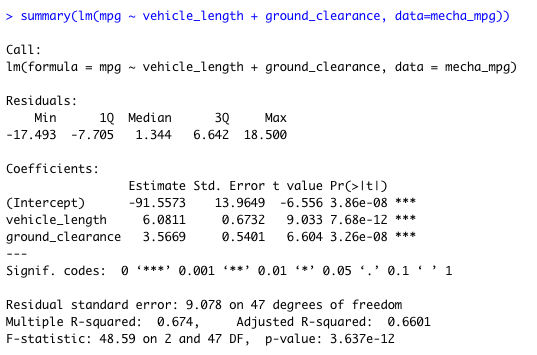 > summary(lm(mpg ~ vehicle_length + ground_clearance, data=mecha_mpg))
Call:
lm(formula = mpg ~ vehicle_length + ground_clearance, data = mecha_mpg)
Residuals:
    Min      1Q  Median      3Q     Max
-17.493  -7.705   1.344   6.642  18.500
Coefficients:
                 Estimate Std. Error t value Pr(>|t|)
(Intercept)      -91.5573    13.9649  -6.556 3.86e-08 ***
vehicle_length     6.0811     0.6732   9.033 7.68e-12 ***
ground_clearance   3.5669     0.5401   6.604 3.26e-08 ***
---
Signif. codes:  0 ‘***’ 0.001 ‘**’ 0.01 ‘*’ 0.05 ‘.’ 0.1 ‘ ’ 1
Residual standard error: 9.078 on 47 degrees of freedom
Multiple R-squared:  0.674,	Adjusted R-squared:  0.6601
F-statistic: 48.59 on 2 and 47 DF,  p-value: 3.637e-12